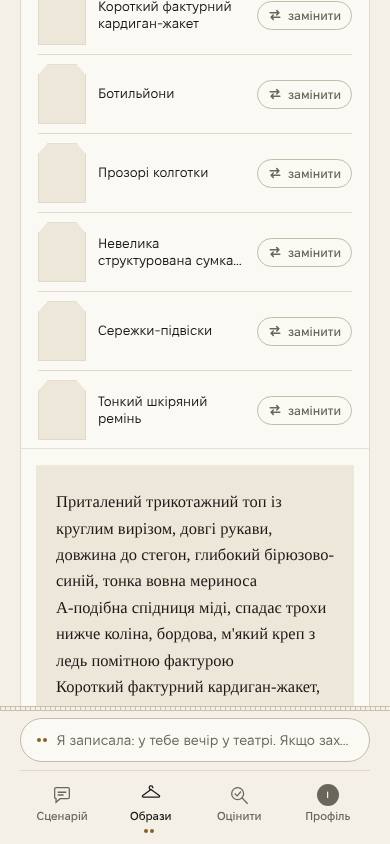 Короткий фактурний
кардиган-жакет
замінити
Ботильйони
замінити
Прозорі колготки
замінити
Невелика
структурована сумка...
замінити
Сережки-підвіски
замінити
Тонкий шкіряний
ремінь
замінити
Приталений трикотажний топ із
круглим вирізом, довгі рукави,
довжина до стегон, глибокий бірюзово-
синій, тонка вовна мериноса
А-подібна спідниця міді, спадає трохи
нижче коліна, бордова, м'який креп з
ледь помітною фактурою
Короткий фактурний кардиган-жакет,
Я записала: у тебе вечір у театрі. Якщо зах...
Сценарій
Образи
Оцінити
І
Профіль